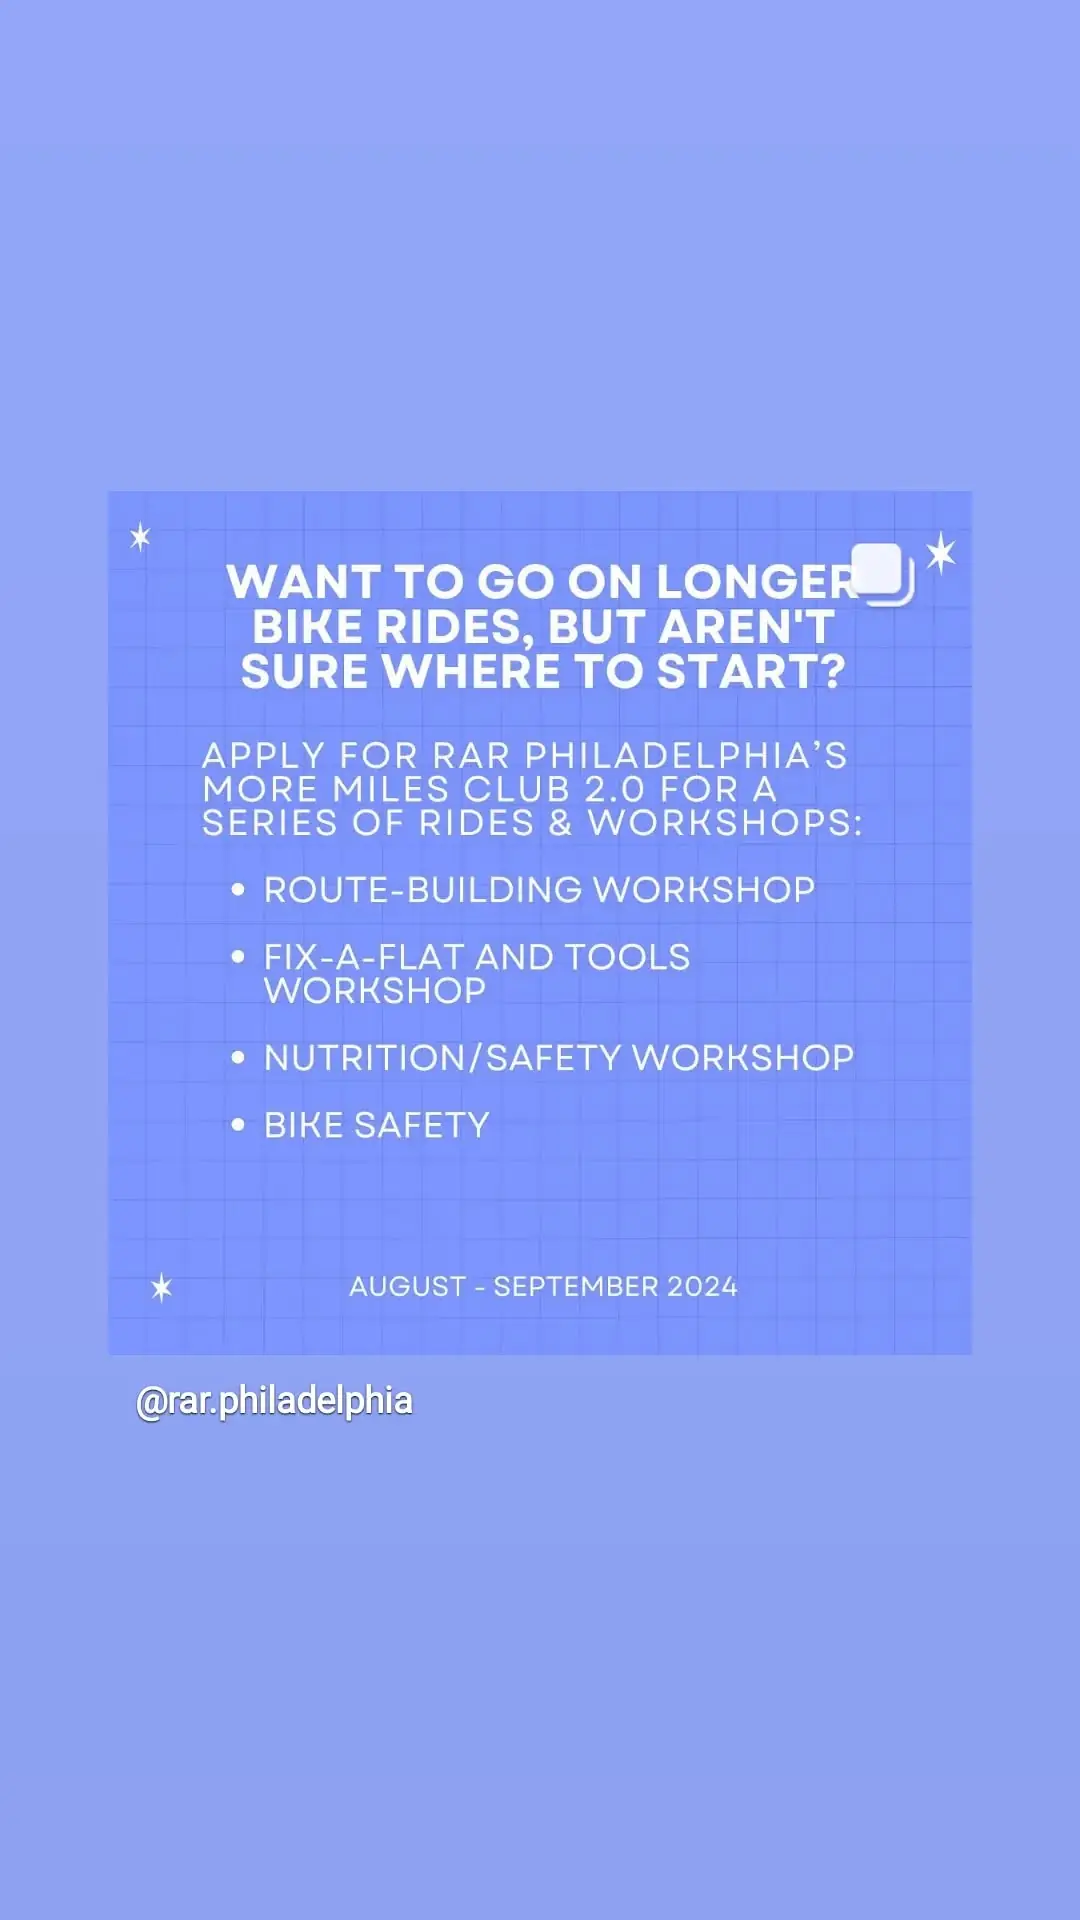 WANT TO GO ON LONGER
BIKE RIDES, BUT AREN'T
SURE WHERE TO START?
APPLY FOR RAR PHILADELPHIA’S
MORE MILES CLUB 2.0 FOR A
SERIES OF RIDES & WORKSHOPS:
• ROUTE-BUILDING WORKSHOP
• FIX-A-FLAT AND TOOLS
WORKSHOP
• NUTRITION/SAFETY WORKSHOP
• BIKE SAFETY
AUGUST - SEPTEMBER 2024
@rar.philadelphia